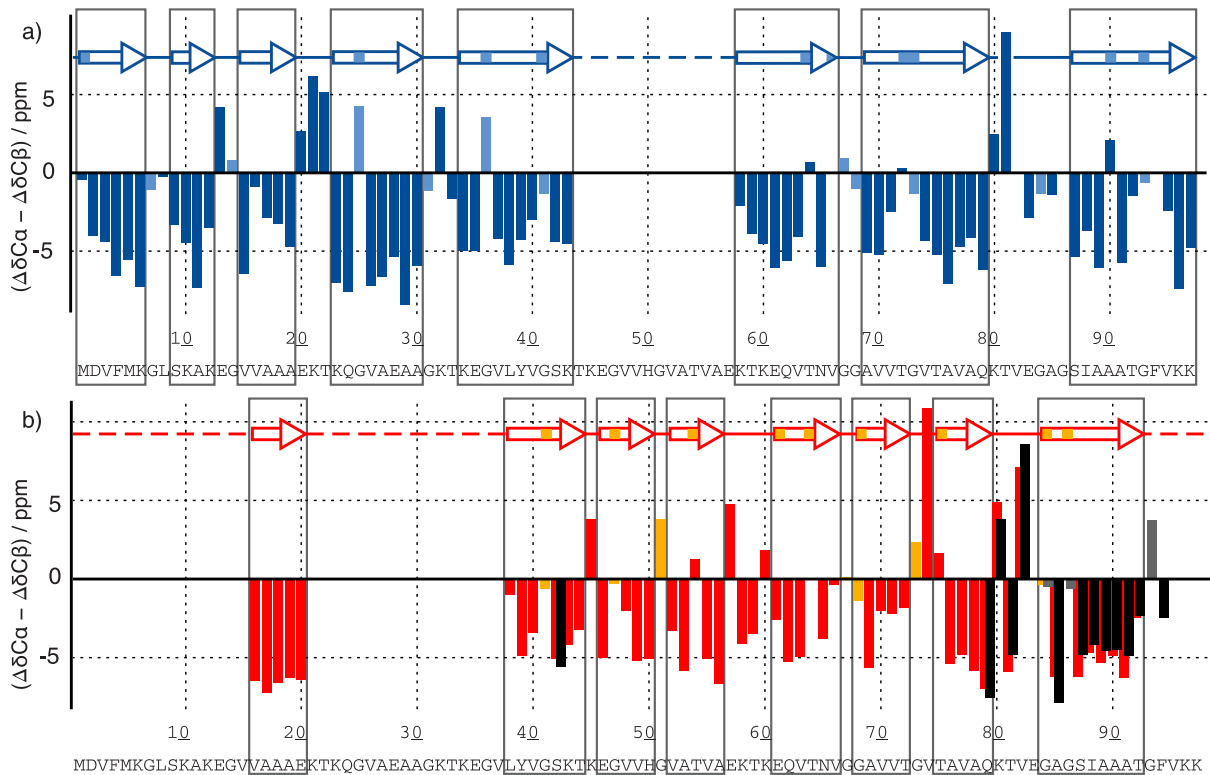 a)
(ΔδCα – ΔδCβ) / ppm
5
0
-5
10 20 30 40 50 60 70 80 90
MDVFMKGLSKAKEGVVAAAEKTKQGVAEAAGKTKEGVLYVGSKTKEGVVHGVATVAEKTKEQVTNVGGAVVTGVTAVAQKTVEGAGSIAAATGFVKK
b)
(ΔδCα – ΔδCβ) / ppm
5
0
-5
10 20 30 40 50 60 70 80 90
MDVFMKGLSKAKEGVVAAAEKTKQGVAEAAGKTKEGVLYVGSKTKEGVVHGVATVAEKTKEQVTNVGGAVVTGVTAVAQKTVEGAGSIAAATGFVKK